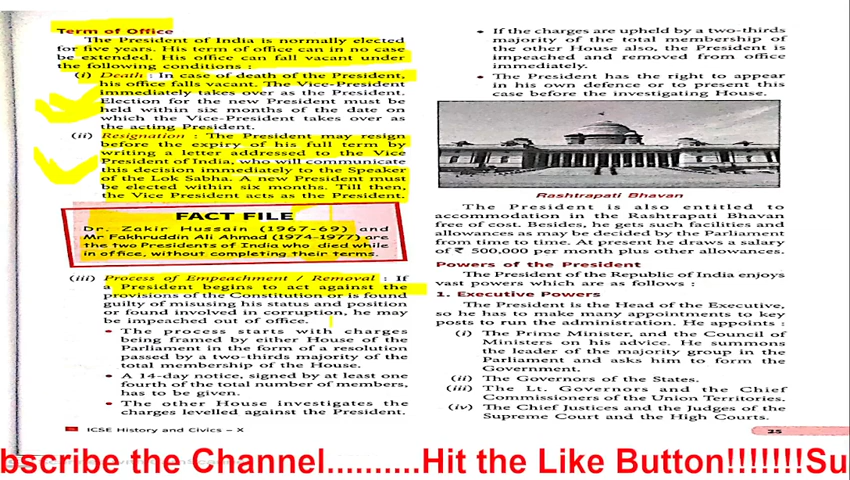 Term of Office
The President of India is normally elected
for five years. His term of office can in no case
be extended. His office can fall vacant under
the following conditions :
(i) Death : In case of death of the President,
his office falls vacant. The Vice-President
immediately takes over as the President.
Election for the new President must be
held within six months of the date on
which the Vice-President takes over as
the acting President.
(ii) Resignation : The President may resign
before the expiry of his full term by
writing a letter addressed to the Vice
President of India, who will communicate
this decision immediately to the Speaker
of the Lok Sabha. A new President must
be elected within six months. Till then,
the Vice President acts as the President.
FACT FILE
Dr. Zakir Hussain (1967-69) and
Mr Fakhruddin Ali Ahmad (1974-1977) are
the two Presidents of India who died while
in office, without completing their terms.
(iii) Process of Empeachment / Removal : If
a President begins to act against the
provisions of the Constitution or is found
guilty of misusing his status and position
or found involved in corruption, he may
be impeached out of office.
• The process starts with charges
being framed by either House of the
Parliament in the form of a resolution
passed by a two-thirds majority of the
total membership of the House.
• A 14-day notice, signed by at least one
fourth of the total number of members,
has to be given.
• The other House investigates the
charges levelled against the President.
ICSE History and Civics – X
• If the charges are upheld by a two-thirds
majority of the total membership of
the other House also, the President is
impeached and removed from office
immediately.
• The President has the right to appear
in his own defence or to present this
case before the investigating House.
Rashtrapati Bhavan
The President is also entitled to
accommodation in the Rashtrapati Bhavan
free of cost. Besides, he gets such facilities and
allowances as may be decided by the Parliament
from time to time. At present he draws a salary
of ₹ 500,000 per month plus other allowances.
Powers of the President
The President of the Republic of India enjoys
vast powers which are as follows :
1. Executive Powers
The President is the Head of the Executive,
so he has to make many appointments to key
posts to run the administration. He appoints :
(i) The Prime Minister, and the Council of
Ministers on his advice. He summons
the leader of the majority group in the
Parliament and asks him to form the
Government.
(ii) The Governors of the States.
(iii) The Lt. Governors and the Chief
Commissioners of the Union Territories.
(iv) The Chief Justices and the Judges of the
Supreme Court and the High Courts.
35
bscribe the Channel..........Hit the Like Button!!!!!!!Su